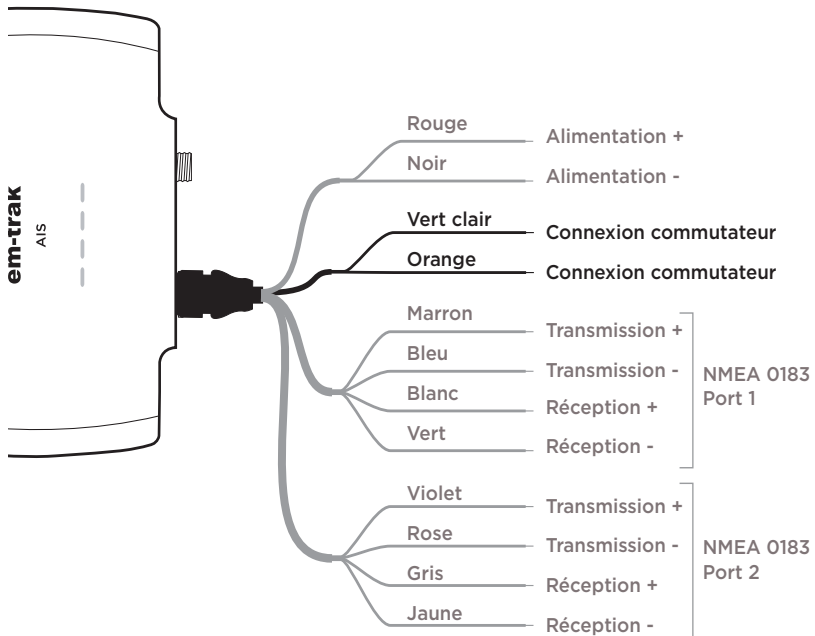 em-trak
AIS
Rouge Alimentation +
Noir Alimentation -
Vert clair Connexion commutateur
Orange Connexion commutateur
Marron Transmission +
Bleu Transmission -
Blanc Réception +
Vert Réception -
NMEA 0183
Port 1
Violet Transmission +
Rose Transmission -
Gris Réception +
Jaune Réception -
NMEA 0183
Port 2